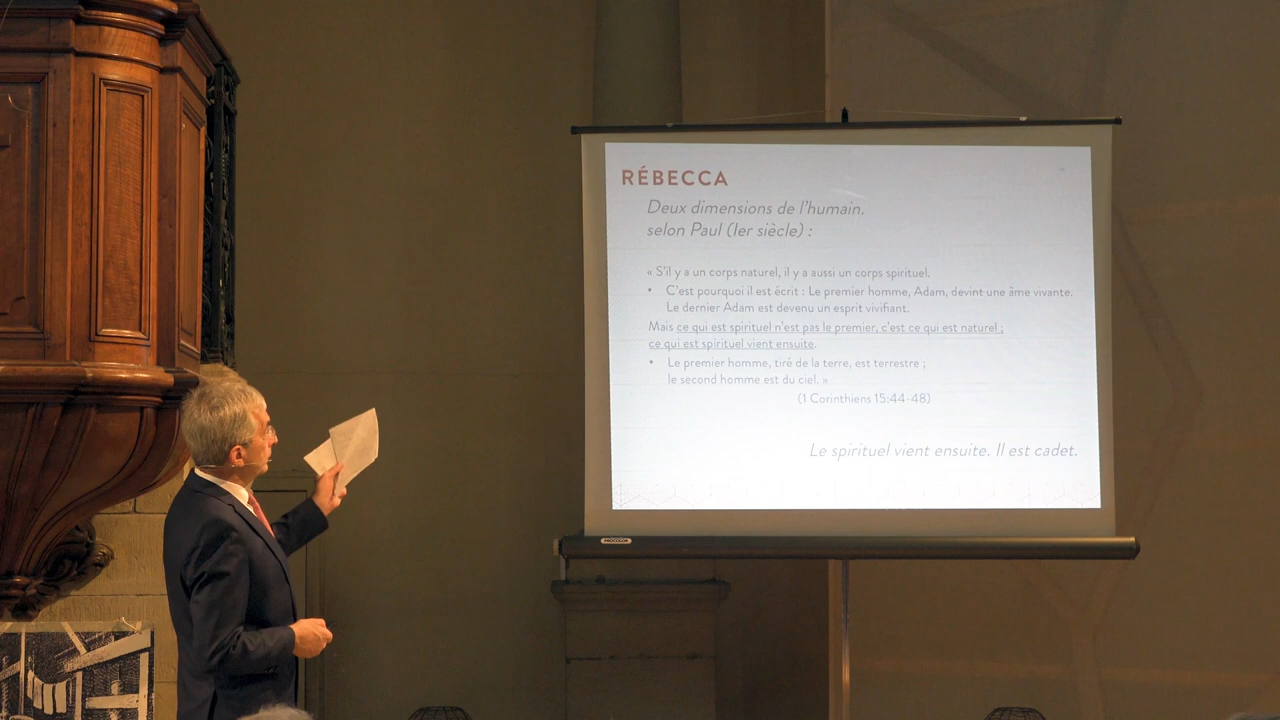 RÉBECCA
Deux dimensions de l'humain,
selon Paul (Ier siècle) :
« S'il y a un corps naturel, il y a aussi un corps spirituel.
• C'est pourquoi il est écrit : Le premier homme, Adam, devint une âme vivante.
Le dernier Adam est devenu un esprit vivifiant.
Mais ce qui est spirituel n'est pas le premier, c'est ce qui est naturel ;
ce qui est spirituel vient ensuite.
• Le premier homme, tiré de la terre, est terrestre ;
le second homme est du ciel. »
(1 Corinthiens 15:44-48)
Le spirituel vient ensuite. Il est cadet.
PROCOLOR